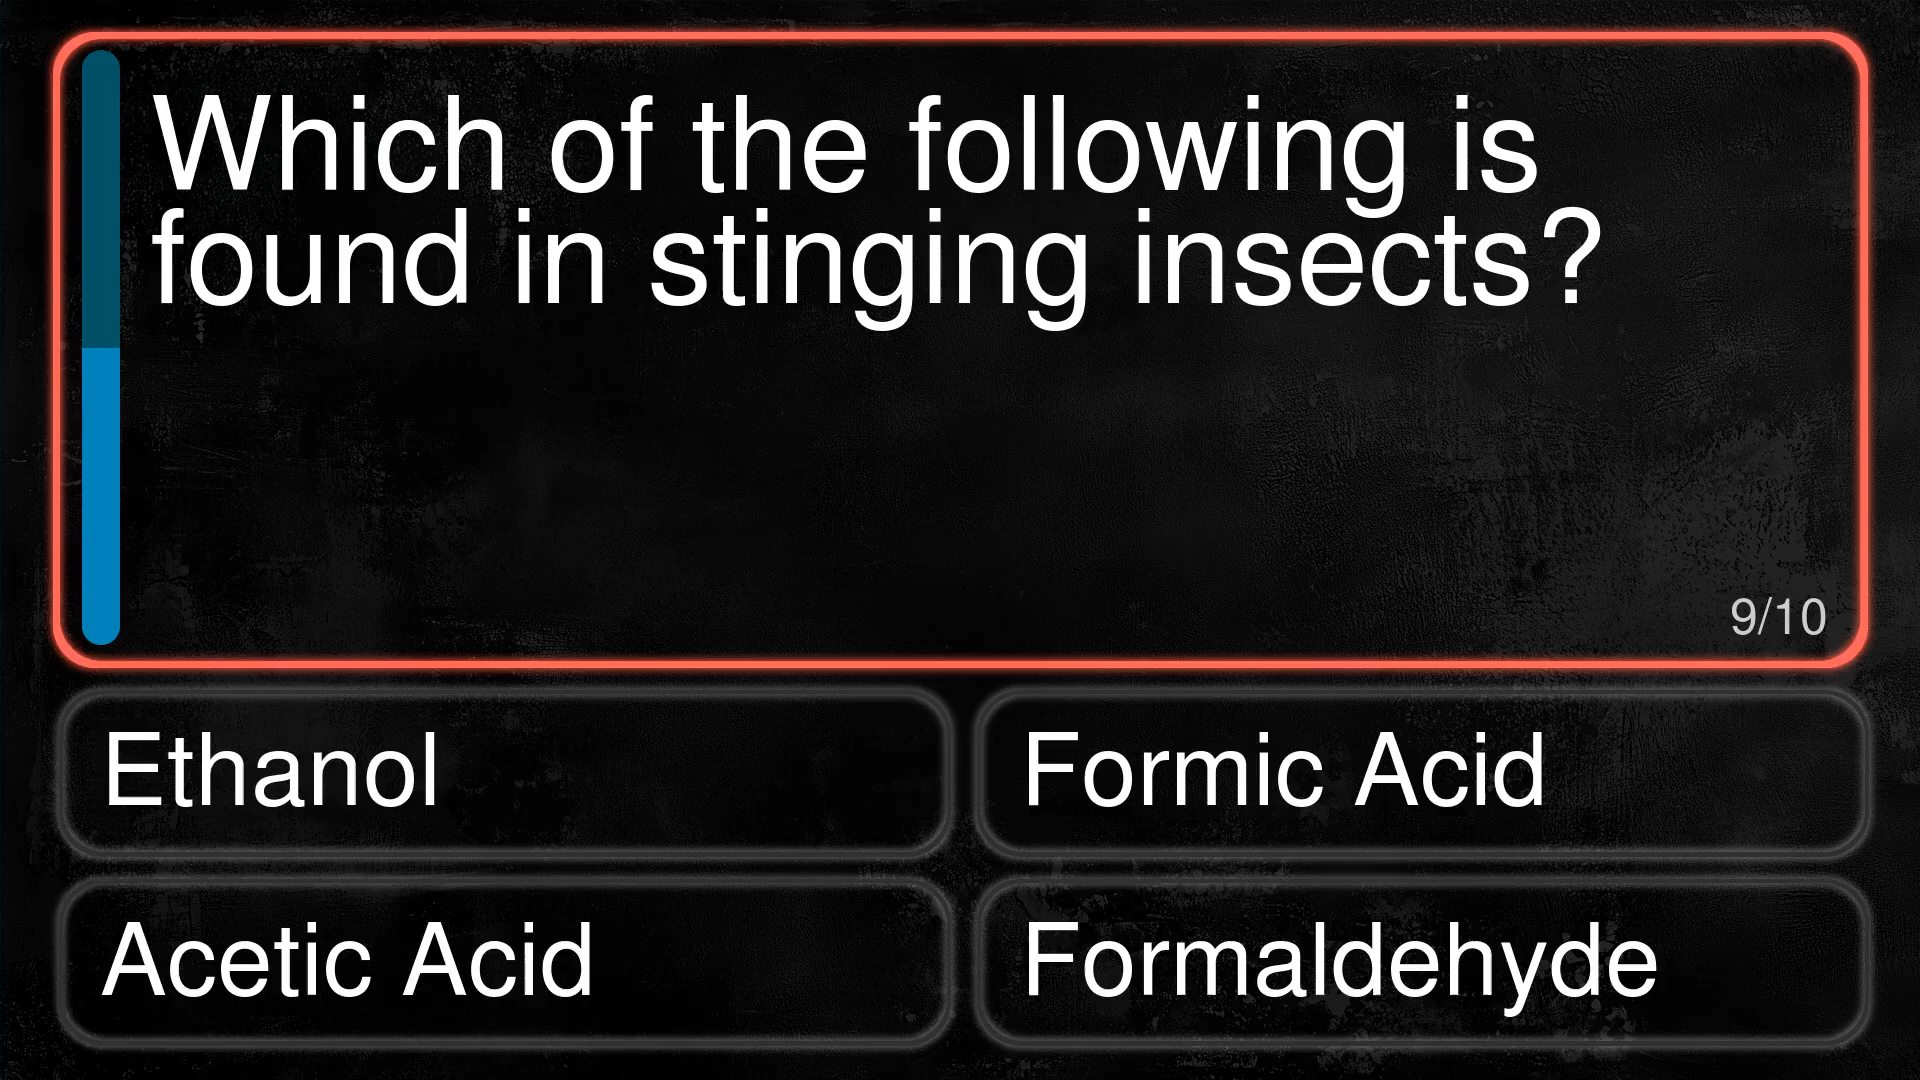 Which of the following is
found in stinging insects?
9/10
Ethanol
Formic Acid
Acetic Acid
Formaldehyde